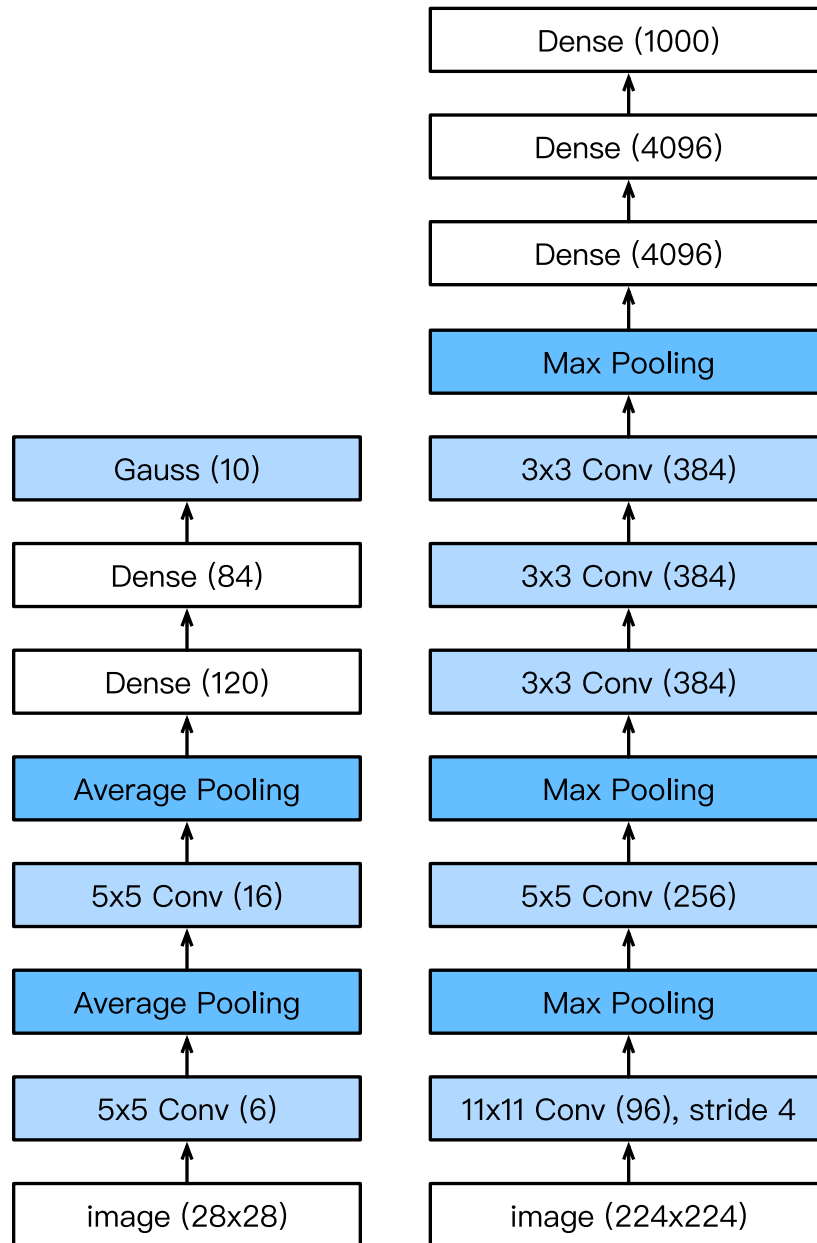 Gauss (10)
Dense (84)
Dense (120)
Average Pooling
5x5 Conv (16)
Average Pooling
5x5 Conv (6)
image (28x28)
Dense (1000)
Dense (4096)
Dense (4096)
Max Pooling
3x3 Conv (384)
3x3 Conv (384)
3x3 Conv (384)
Max Pooling
5x5 Conv (256)
Max Pooling
11x11 Conv (96), stride 4
image (224x224)